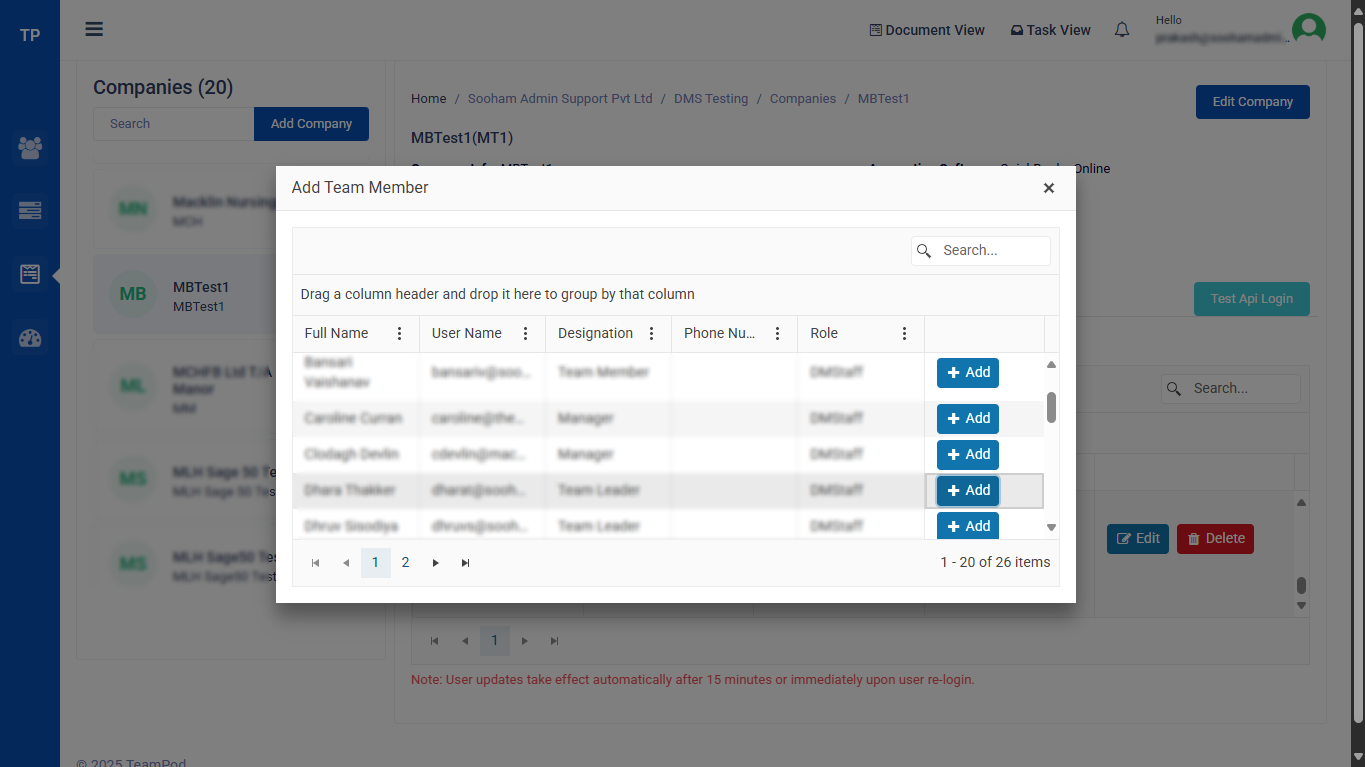 TP
Document View
Task View
Hello
Companies (20)
Search
Add Company
Home / Sooham Admin Support Pvt Ltd / DMS Testing / Companies / MBTest1
Edit Company
MBTest1(MT1)
Online
MN
MCH
MB
MBTest1
MBTest1
ML
MCHFB Ltd T/A
Manor
MM
MS
MLH Sage 50 Te
MLH Sage 50 Test
MS
MLH Sage50 Tes
MLH Sage50 Test
Test Api Login
Search...
Edit
Delete
1
Note: User updates take effect automatically after 15 minutes or immediately upon user re-login.
© 2025 TeamPod
Add Team Member
Search...
Drag a column header and drop it here to group by that column
Full Name User Name Designation Phone Nu... Role
Bansari
Vaishanav bansariv@soo... Team Member DMStaff Add
Caroline Curran caroline@the... Manager DMStaff Add
Clodagh Devlin cdevlin@mac... Manager DMStaff Add
Dhara Thakker dharat@sooh... Team Leader DMStaff Add
Dhruv Sisodiya dhruvs@sooh... Team Leader DMStaff Add
1 2
1 - 20 of 26 items